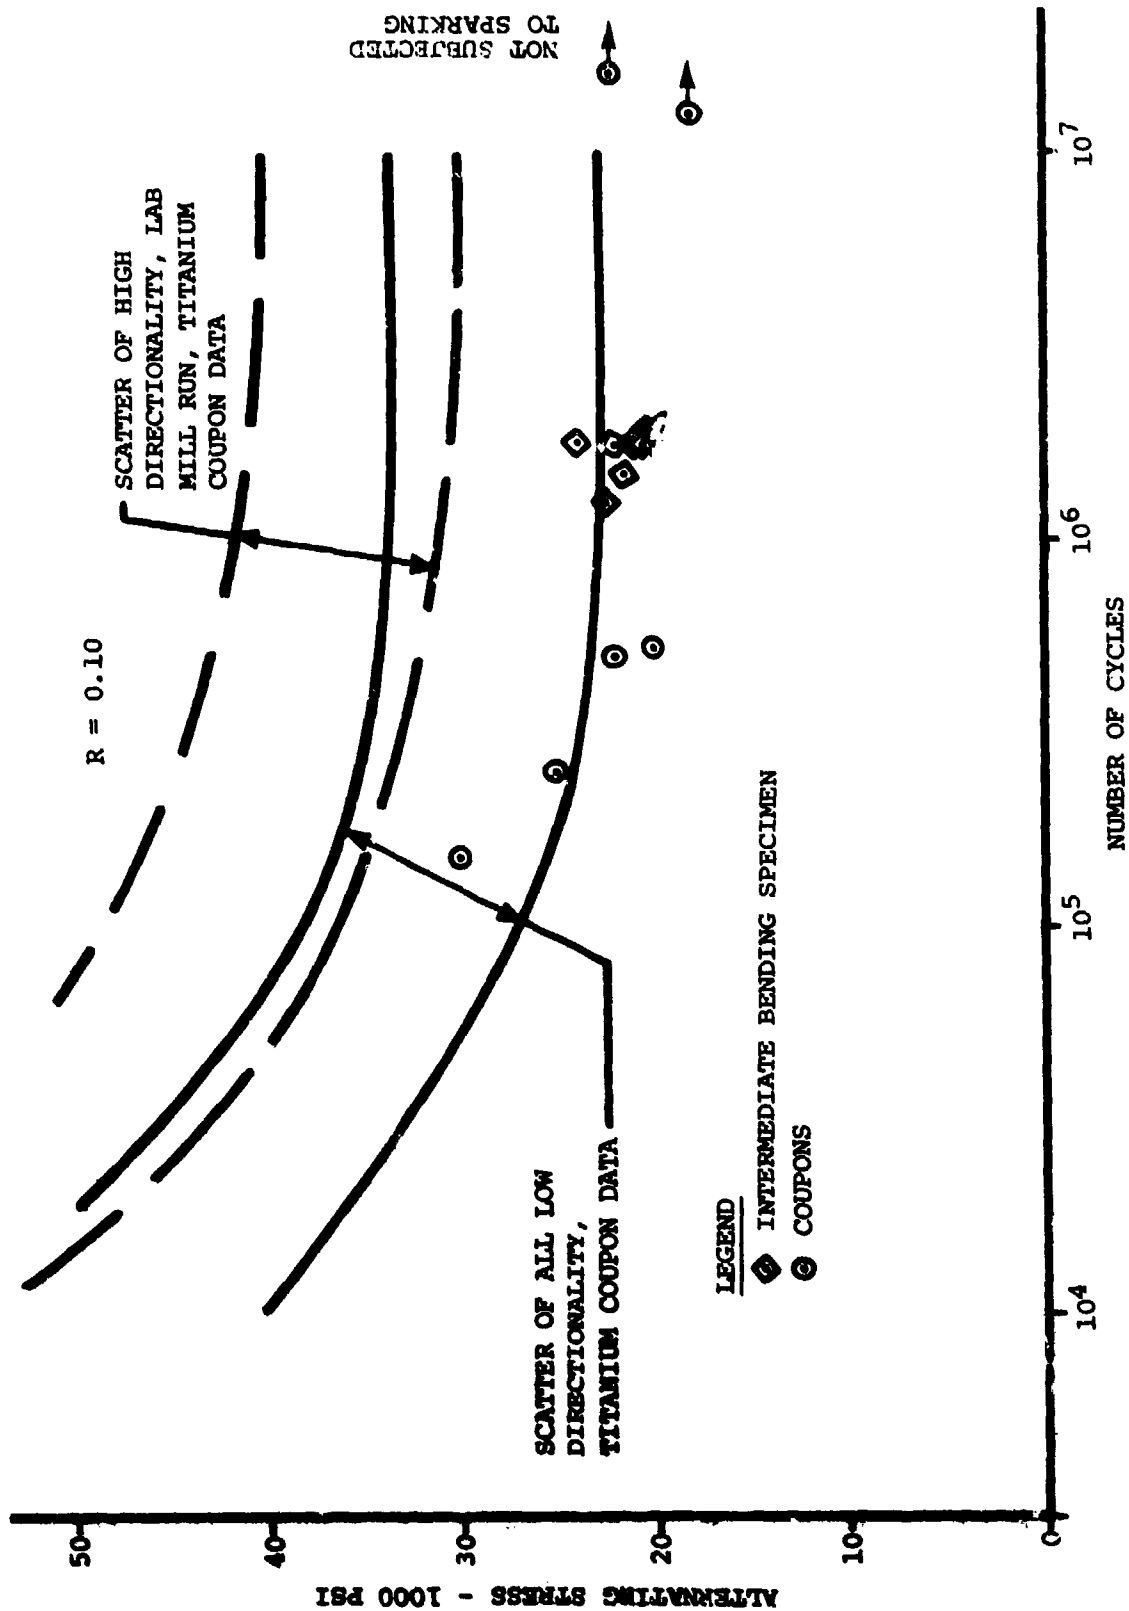 NOT SUBJECTED
TO SPARKING
SCATTER OF HIGH
DIRECTIONALITY, LAB
MILL RUN, TITANIUM
COUPON DATA
R = 0.10
SCATTER OF ALL LOW
DIRECTIONALITY,
TITANIUM COUPON DATA
LEGEND
INTERMEDIATE BENDING SPECIMEN
COUPONS
ALTERNATING STRESS - 1000 PSI
50
40
30
20
10
0
10⁴
10⁵
10⁶
10⁷
NUMBER OF CYCLES